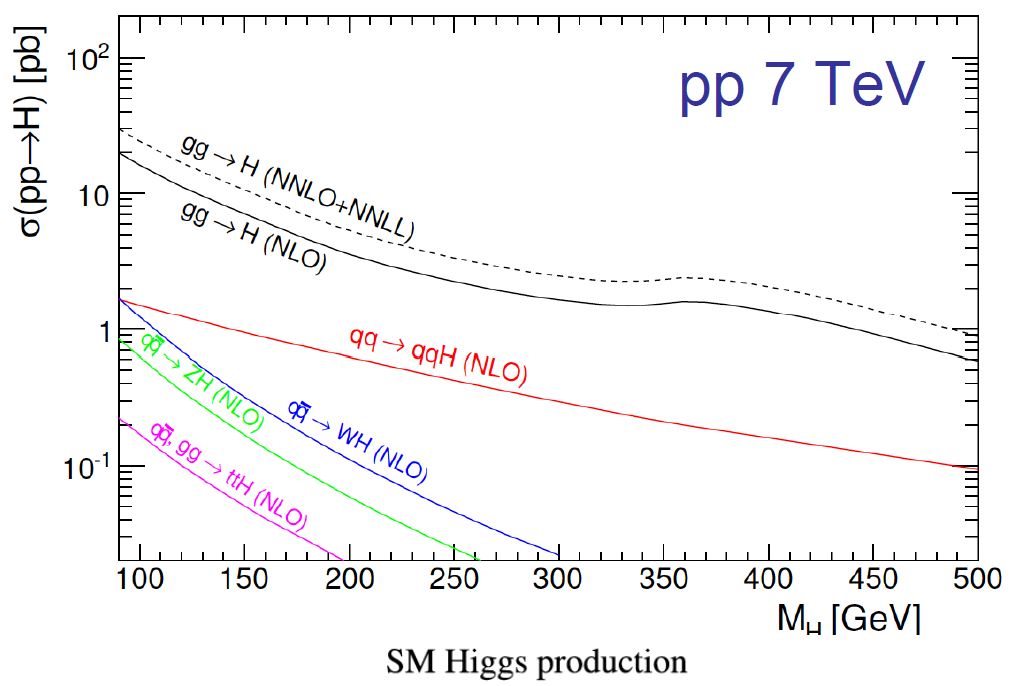 σ(pp→H) [pb]
pp 7 TeV
10²
10
1
10⁻¹
gg → H (NNLO+NNLL)
gg → H (NLO)
qq → qqH (NLO)
qq̅ → ZH (NLO)
qq̅ → WH (NLO)
qq̅, gg → ttH (NLO)
100 150 200 250 300 350 400 450 500
M_H [GeV]
SM Higgs production